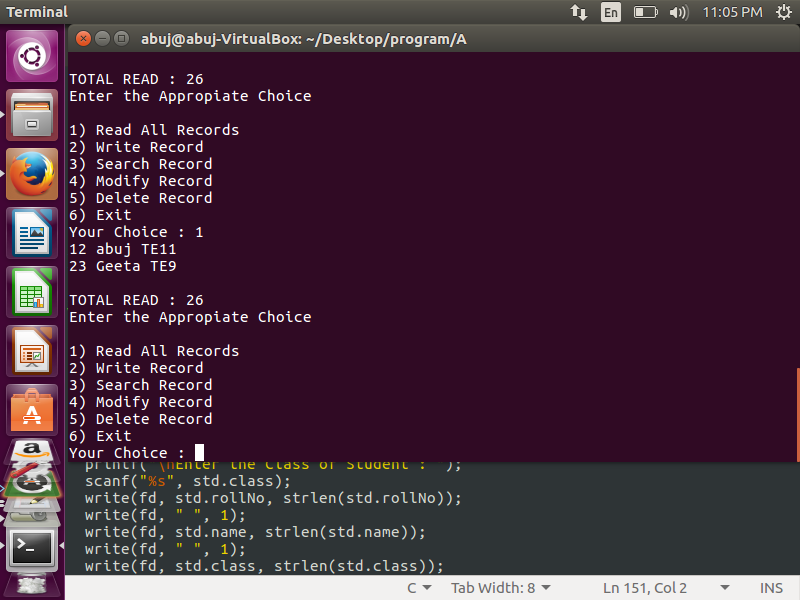 Terminal
En
11:05 PM
abuj@abuj-VirtualBox: ~/Desktop/program/A
TOTAL READ : 26
Enter the Appropiate Choice
1) Read All Records
2) Write Record
3) Search Record
4) Modify Record
5) Delete Record
6) Exit
Your Choice : 1
12 abuj TE11
23 Geeta TE9
TOTAL READ : 26
Enter the Appropiate Choice
1) Read All Records
2) Write Record
3) Search Record
4) Modify Record
5) Delete Record
6) Exit
Your Choice :
printf("\nEnter the Class of Student : ");
scanf("%s", std.class);
write(fd, std.rollNo, strlen(std.rollNo));
write(fd, " ", 1);
write(fd, std.name, strlen(std.name));
write(fd, " ", 1);
write(fd, std.class, strlen(std.class));
C
Tab Width: 8
Ln 151, Col 2
INS